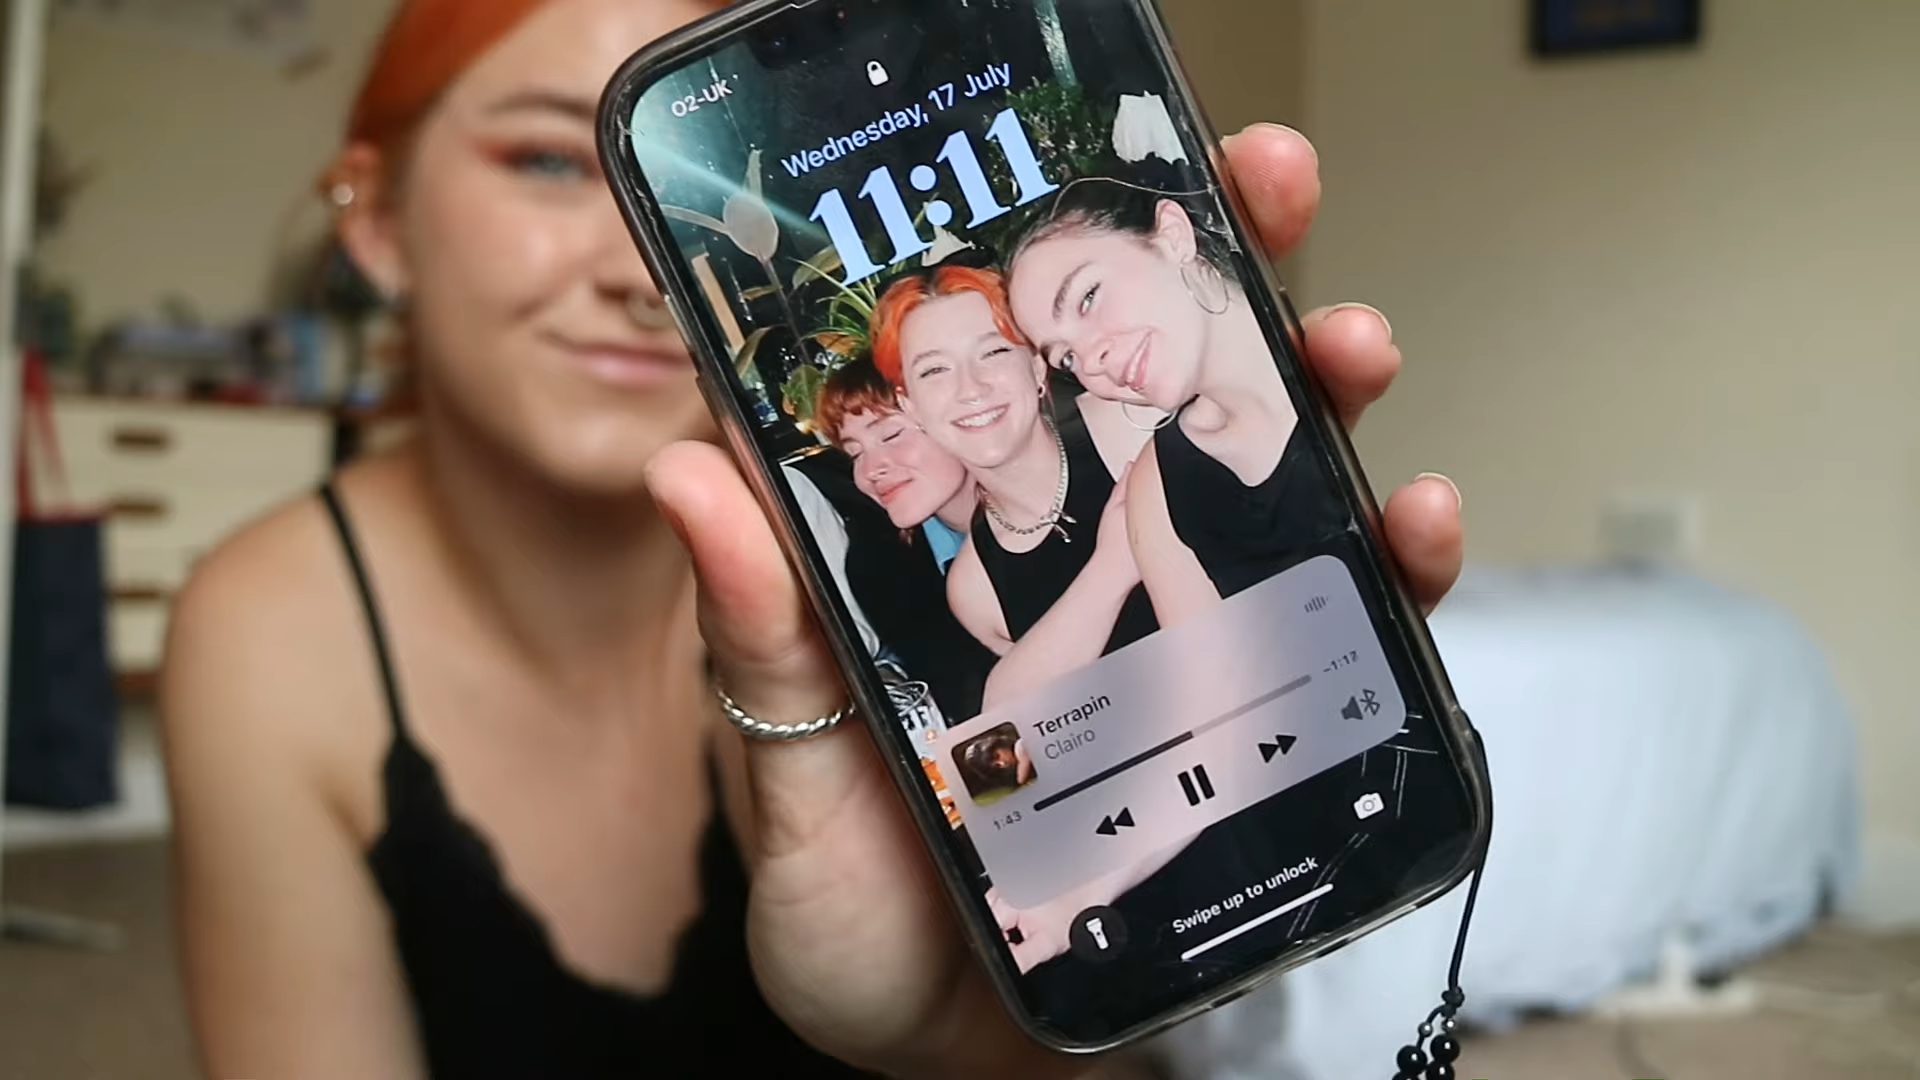 O2-UK
Wednesday, 17 July
11:11
Terrapin
Clairo
1:43
-1:17
Swipe up to unlock